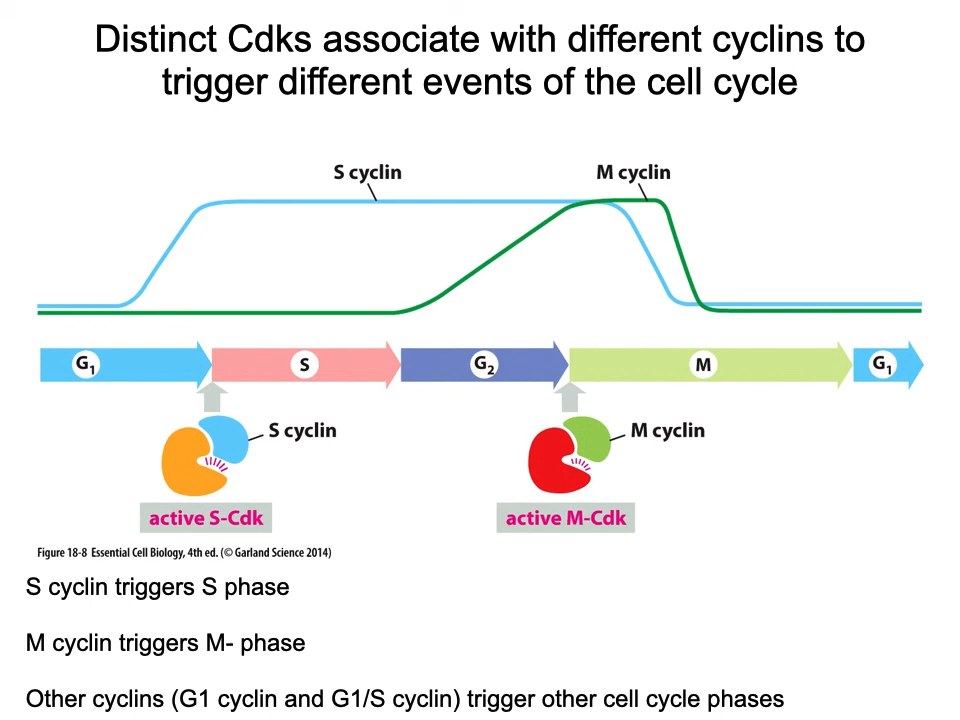 Distinct Cdks associate with different cyclins to
trigger different events of the cell cycle
S cyclin
M cyclin
G1
S
G2
M
G1
S cyclin
M cyclin
active S-Cdk
active M-Cdk
Figure 18-8 Essential Cell Biology, 4th ed. (© Garland Science 2014)
S cyclin triggers S phase
M cyclin triggers M- phase
Other cyclins (G1 cyclin and G1/S cyclin) trigger other cell cycle phases